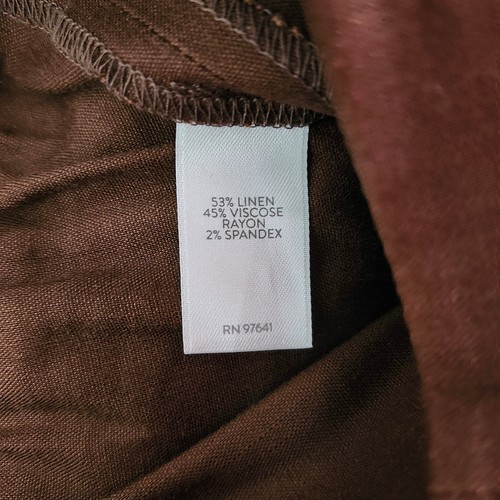 53% LINEN
45% VISCOSE
RAYON
2% SPANDEX
RN 97641